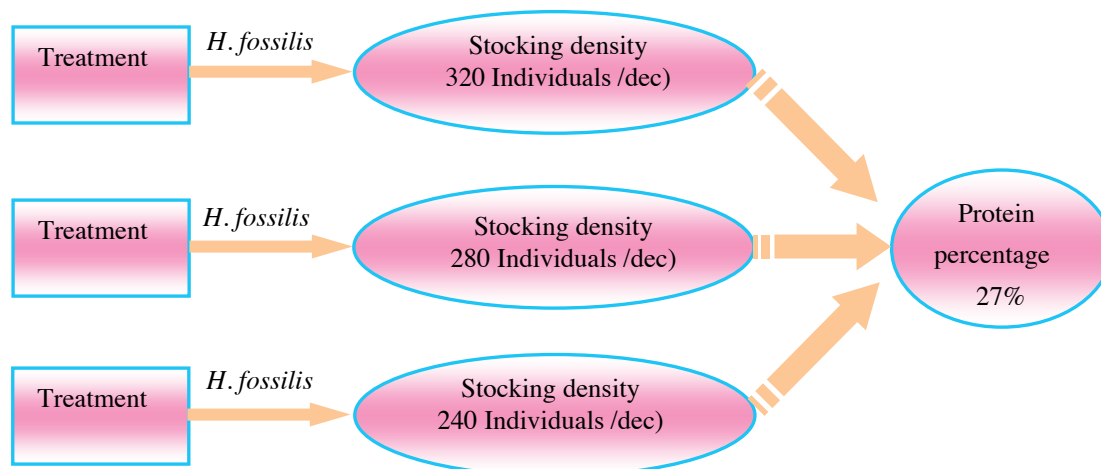 Treatment
H. fossilis
Stocking density
320 Individuals /dec)
Treatment
H. fossilis
Stocking density
280 Individuals /dec)
Protein
percentage
27%
Treatment
H. fossilis
Stocking density
240 Individuals /dec)